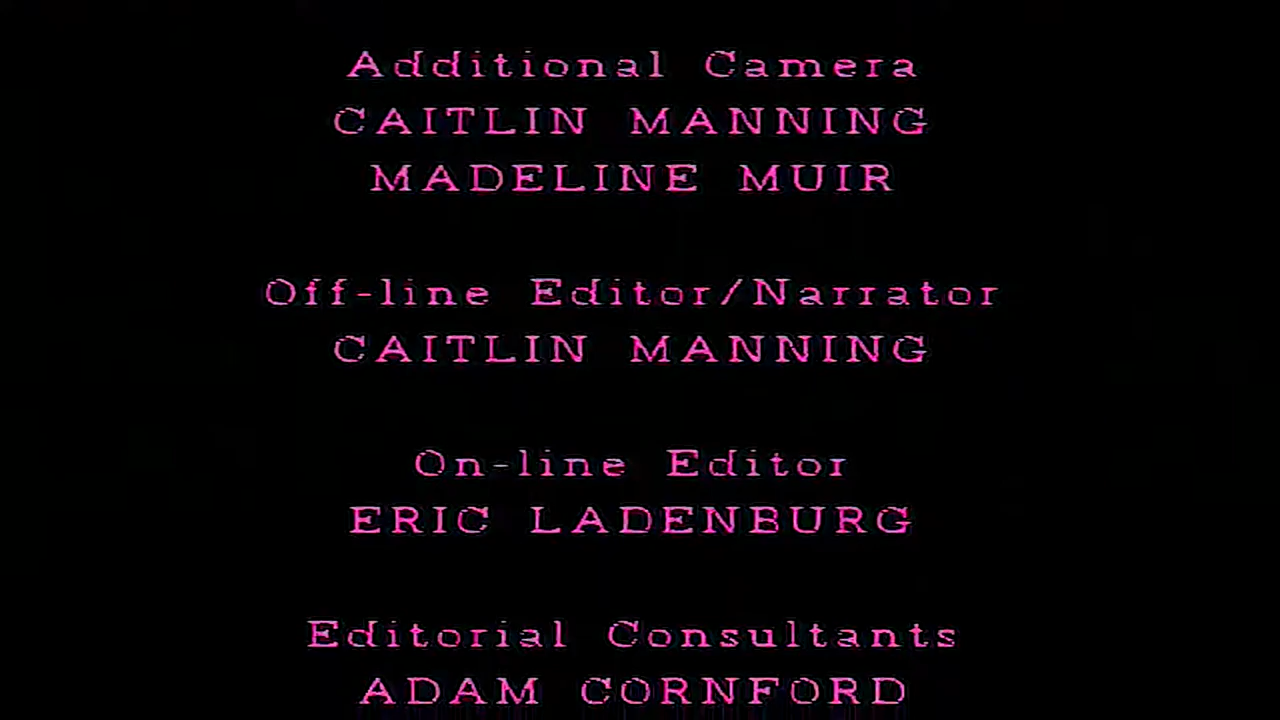 Additional Camera
CAITLIN MANNING
MADELINE MUIR
Off-line Editor/Narrator
CAITLIN MANNING
On-line Editor
ERIC LADENBURG
Editorial Consultants
ADAM CORNFORD